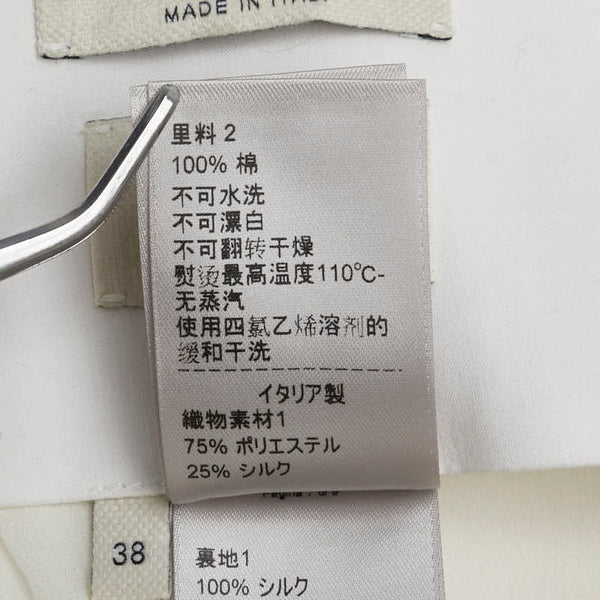 MADE IN ITALY
里料 2
100% 棉
不可水洗
不可漂白
不可翻转干燥
熨烫最高温度110°C-
无蒸汽
使用四氯乙烯溶剂的
缓和干洗
イタリア製
織物素材1
75% ポリエステル
25% シルク
38
裏地1
100% シルク